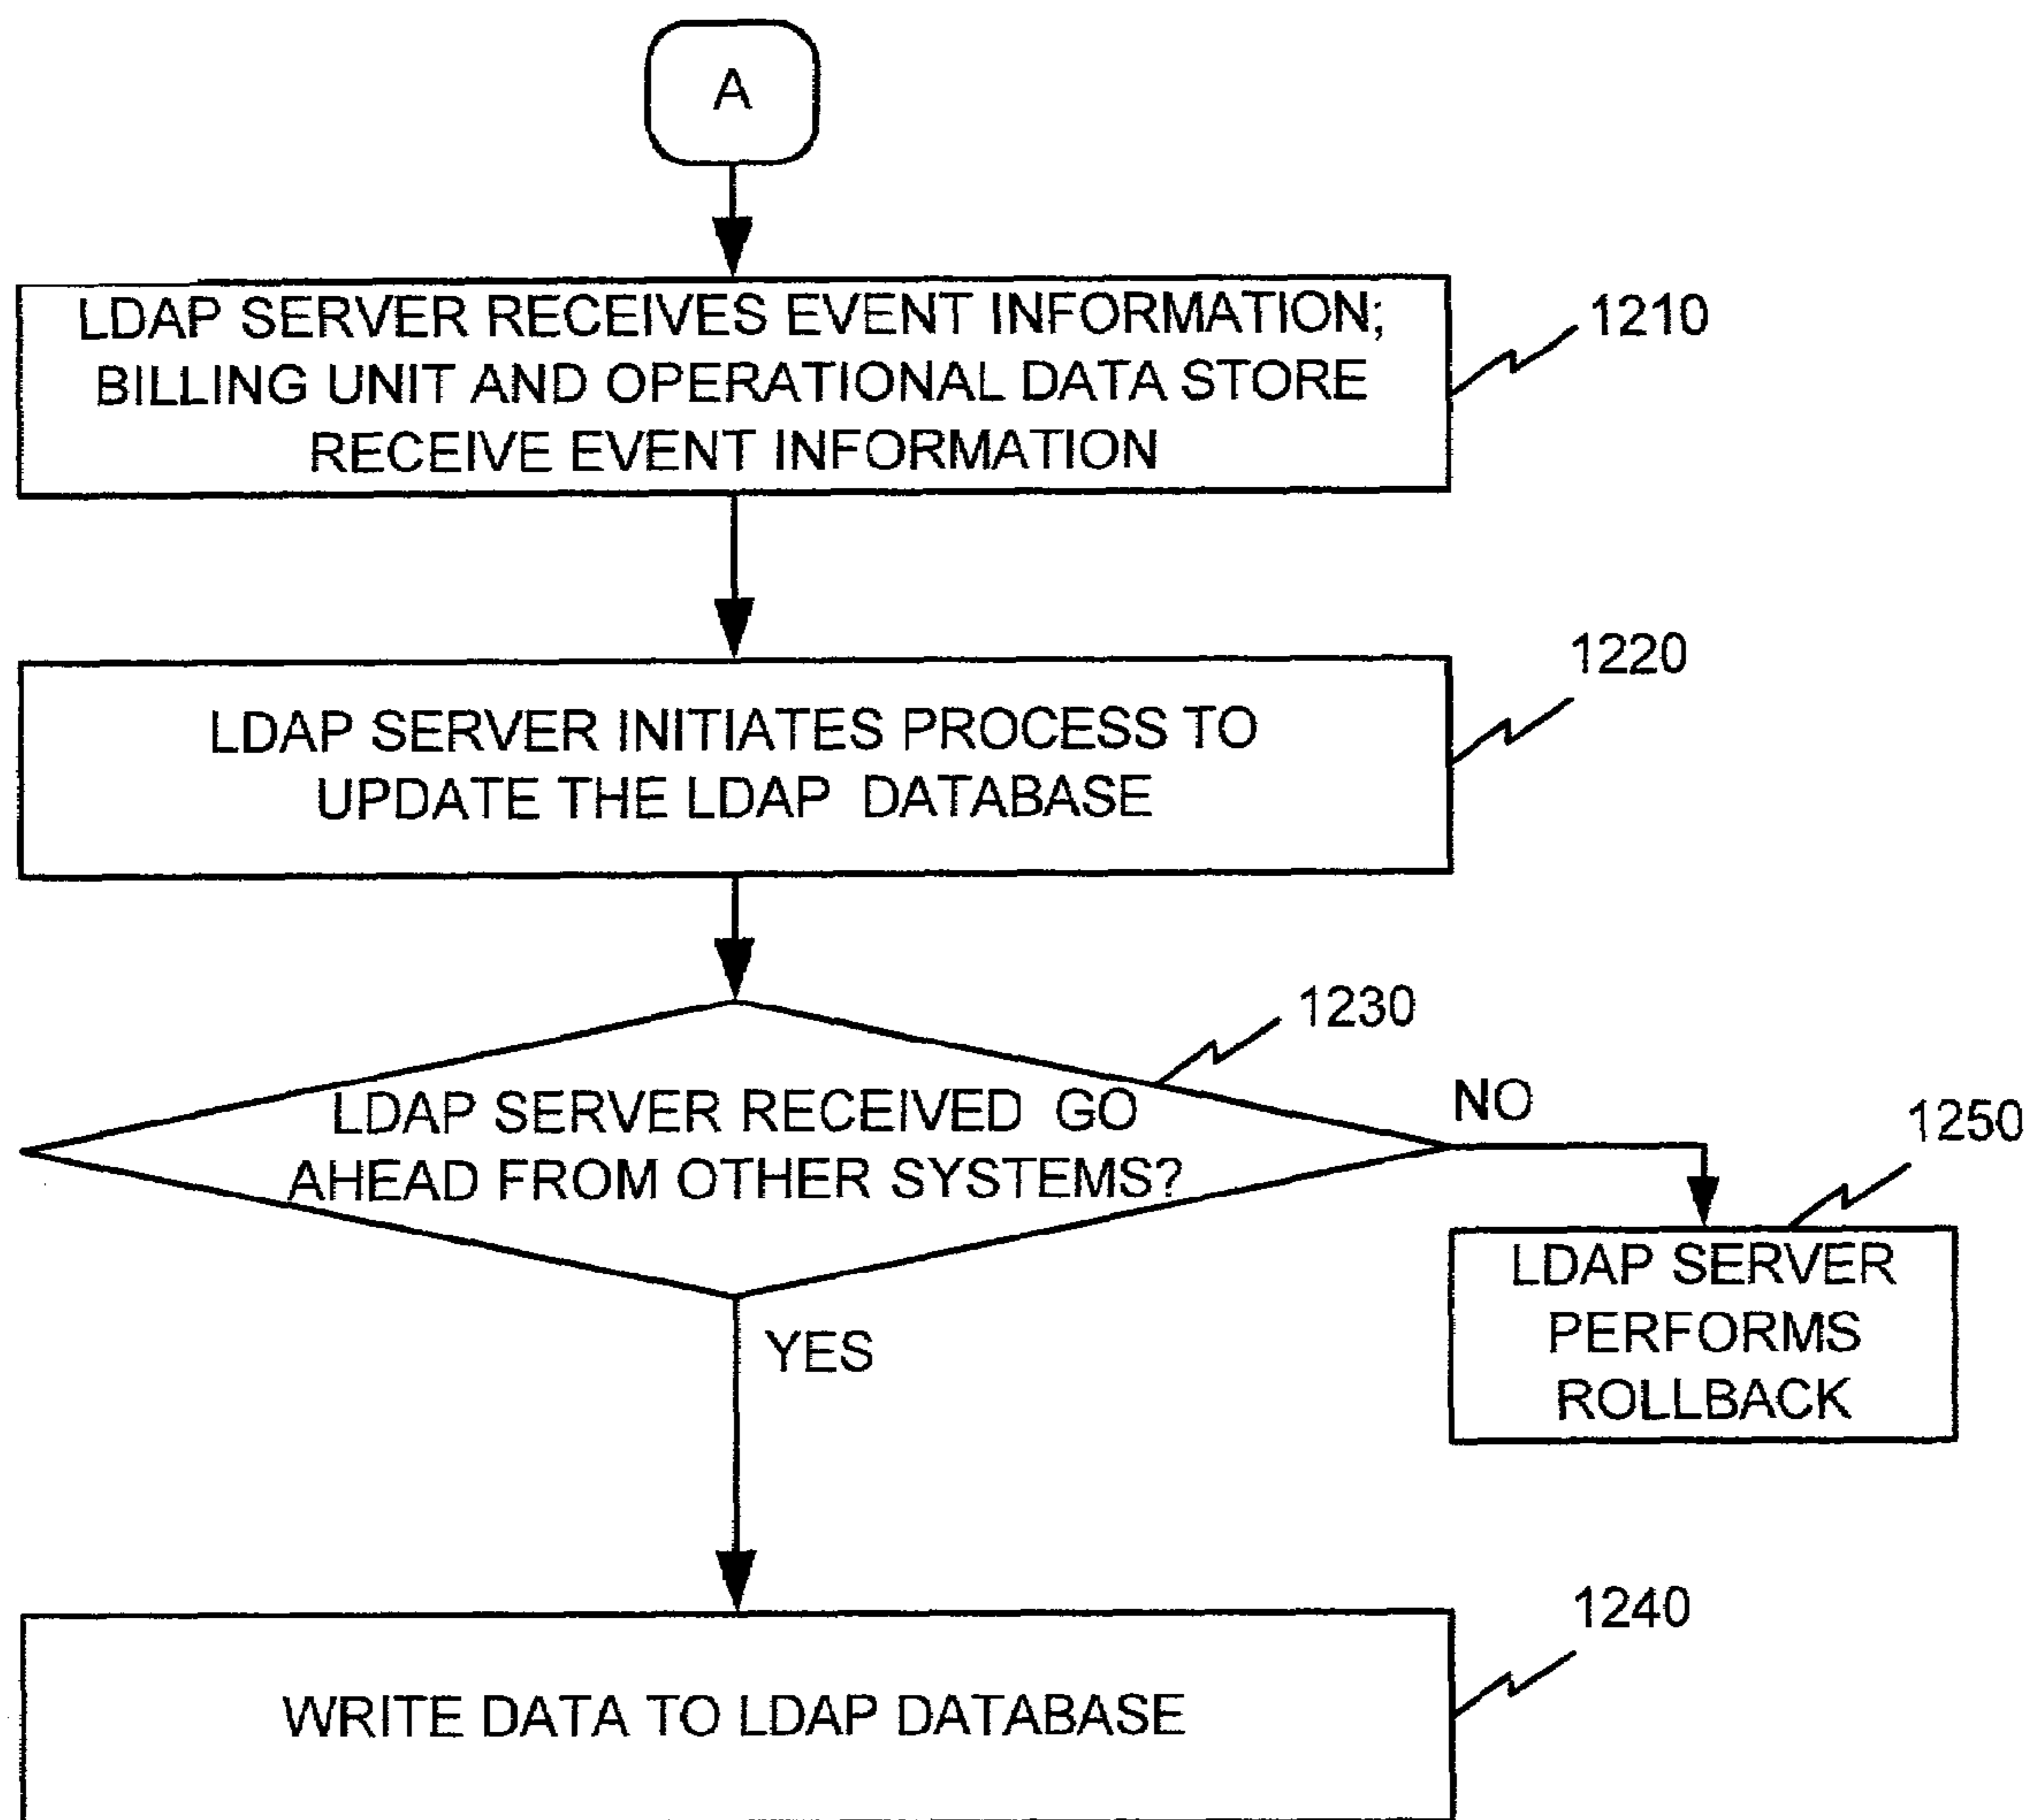 A
LDAP SERVER RECEIVES EVENT INFORMATION;
BILLING UNIT AND OPERATIONAL DATA STORE
RECEIVE EVENT INFORMATION
1210
LDAP SERVER INITIATES PROCESS TO
UPDATE THE LDAP DATABASE
1220
LDAP SERVER RECEIVED GO
AHEAD FROM OTHER SYSTEMS?
1230
NO
1250
LDAP SERVER
PERFORMS
ROLLBACK
YES
WRITE DATA TO LDAP DATABASE
1240